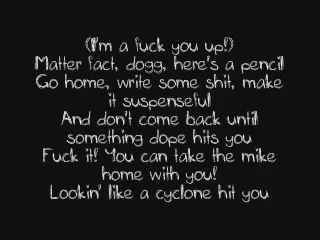 (I'm a fuck you up!)
Matter fact, dogg, here's a pencil
Go home, write some shit, make
it suspenseful
And don't come back until
something dope hits you
Fuck it! You can take the mike
home with you!
Lookin' like a cyclone hit you